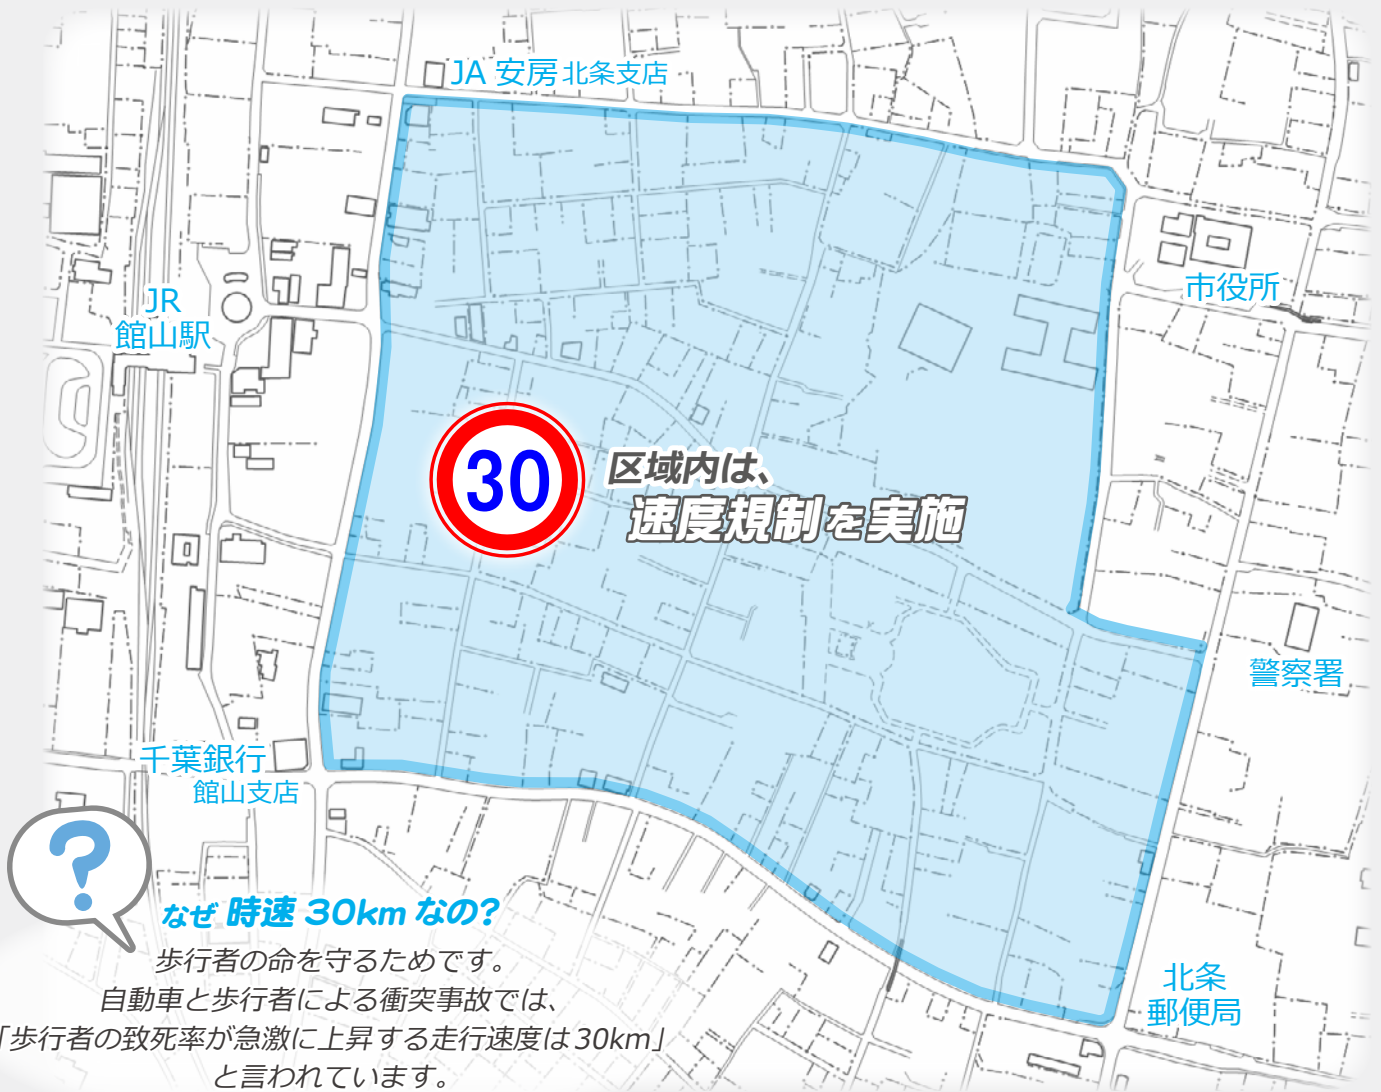 JA 安房 北条支店
市役所
JR
館山駅
30
区域内は、
速度規制を実施
警察署
千葉銀行
館山支店
?
なぜ 時速 30km なの?
歩行者の命を守るためです。
自動車と歩行者による衝突事故では、
「歩行者の致死率が急激に上昇する走行速度は30km」
と言われています。
北条
郵便局